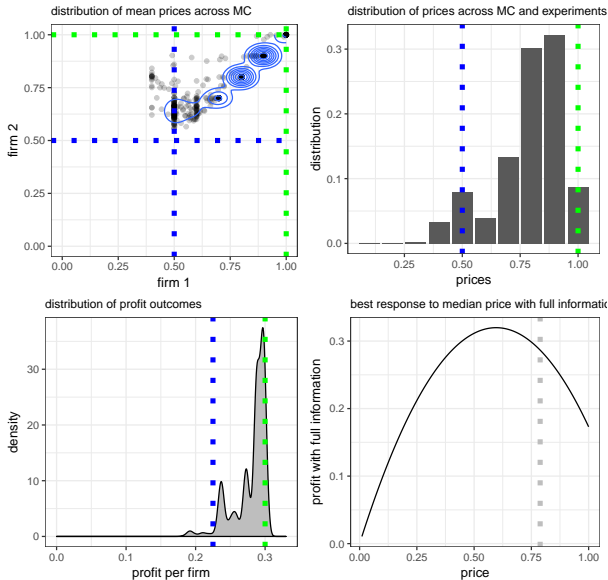 distribution of mean prices across MC
1.00
0.75
0.50
0.25
0.00
firm 2
0.00
0.25
0.50
0.75
1.00
firm 1
distribution of prices across MC and experiments
0.3
0.2
0.1
0.0
distribution
0.25
0.50
0.75
1.00
prices
distribution of profit outcomes
30
20
10
0
density
0.0
0.1
0.2
0.3
profit per firm
best response to median price with full informatio
0.3
0.2
0.1
0.0
profit with full information
0.00
0.25
0.50
0.75
1.00
price